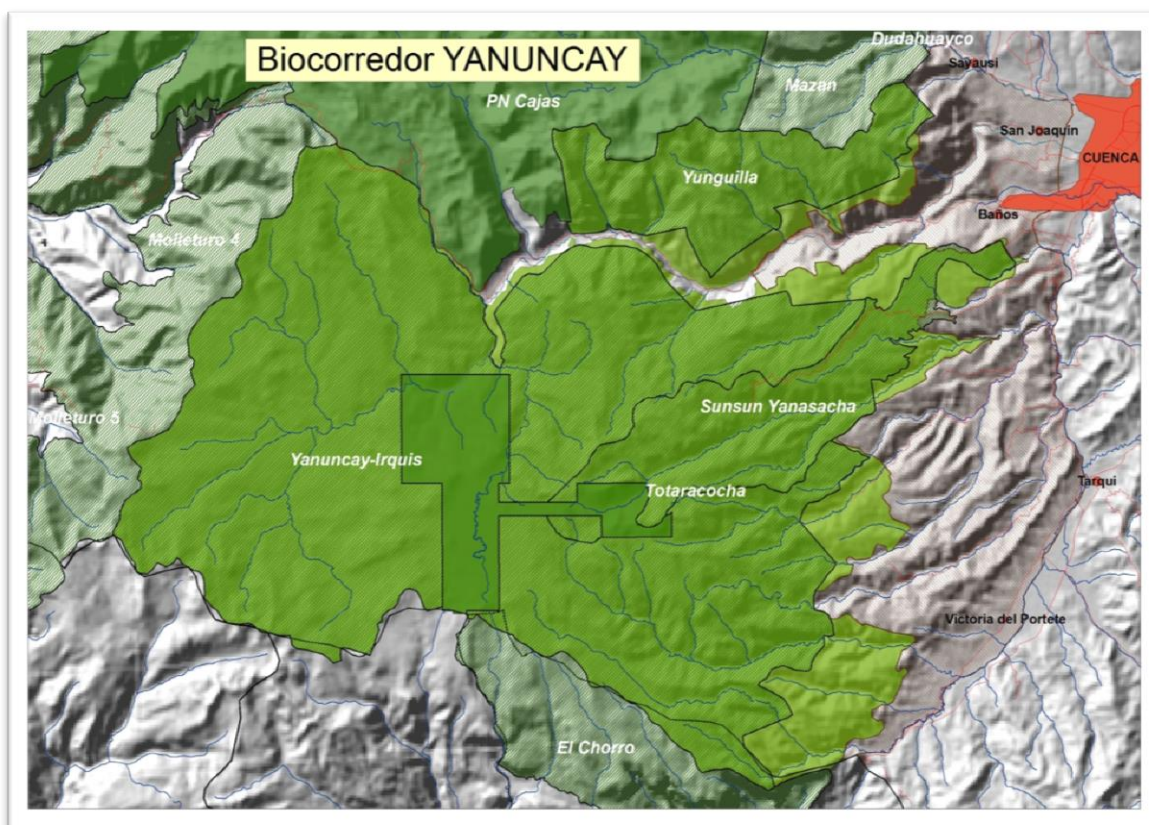 Biocorredor YANUNCAY
Dudahuayco
Sayausi
Mazan
PN Cajas
San Joaquin
CUENCA
Yunguilla
Baños
Molleturo 4
Molleturo 5
Sunsun Yanasacha
Yanuncay-Irquis
Totaracocha
Tarqui
Victoria del Portete
El Chorro